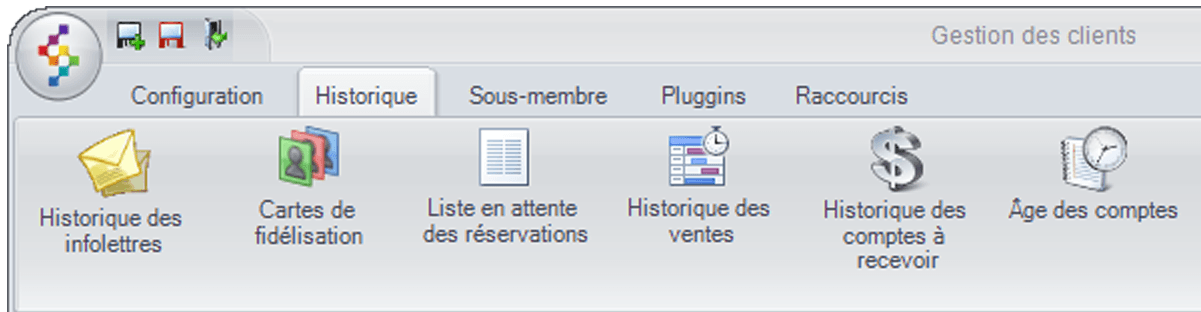 Gestion des clients
Configuration
Historique
Sous-membre
Pluggins
Raccourcis
Historique des
infolettres
Cartes de
fidélisation
Liste en attente
des réservations
Historique des
ventes
Historique des
comptes à
recevoir
Âge des comptes